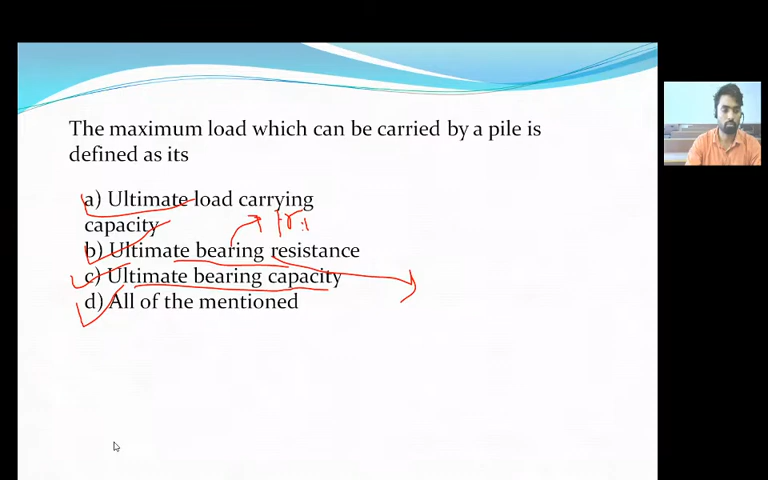 The maximum load which can be carried by a pile is
defined as its
a) Ultimate load carrying
capacity
b) Ultimate bearing resistance
c) Ultimate bearing capacity
d) All of the mentioned